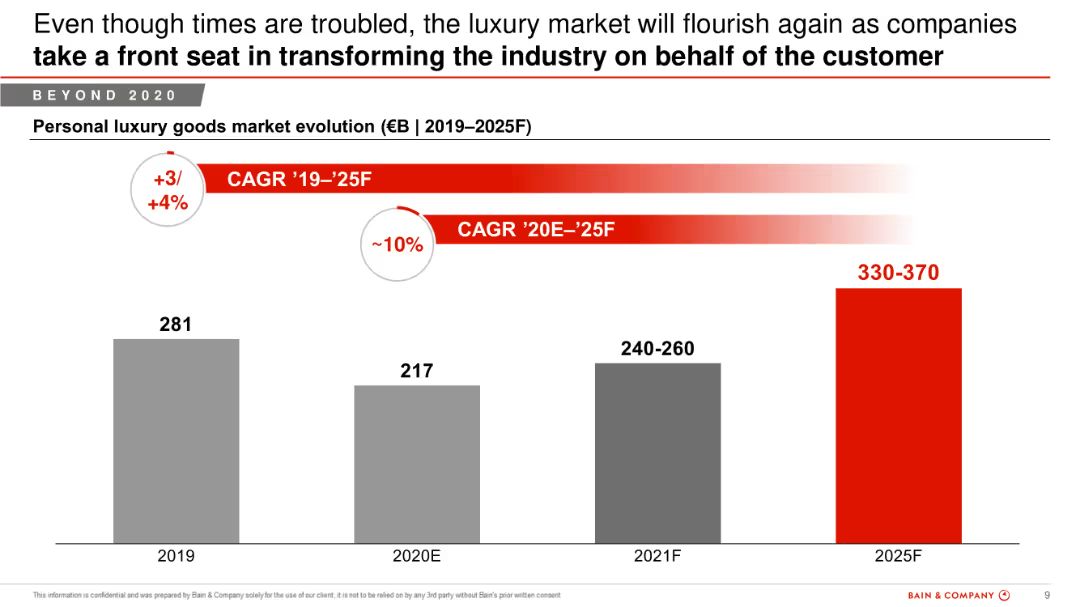 Even though times are troubled, the luxury market will flourish again as companies
take a front seat in transforming the industry on behalf of the customer
BEYOND 2020
Personal luxury goods market evolution (€B | 2019–2025F)
+3/
+4%
CAGR ’19–’25F
~10%
CAGR ’20E–’25F
281
217
240-260
330-370
2019
2020E
2021F
2025F
This information is confidential and was prepared by Bain & Company solely for the use of our client, it is not to be relied on by any 3rd party without Bain's prior written consent
BAIN & COMPANY
9